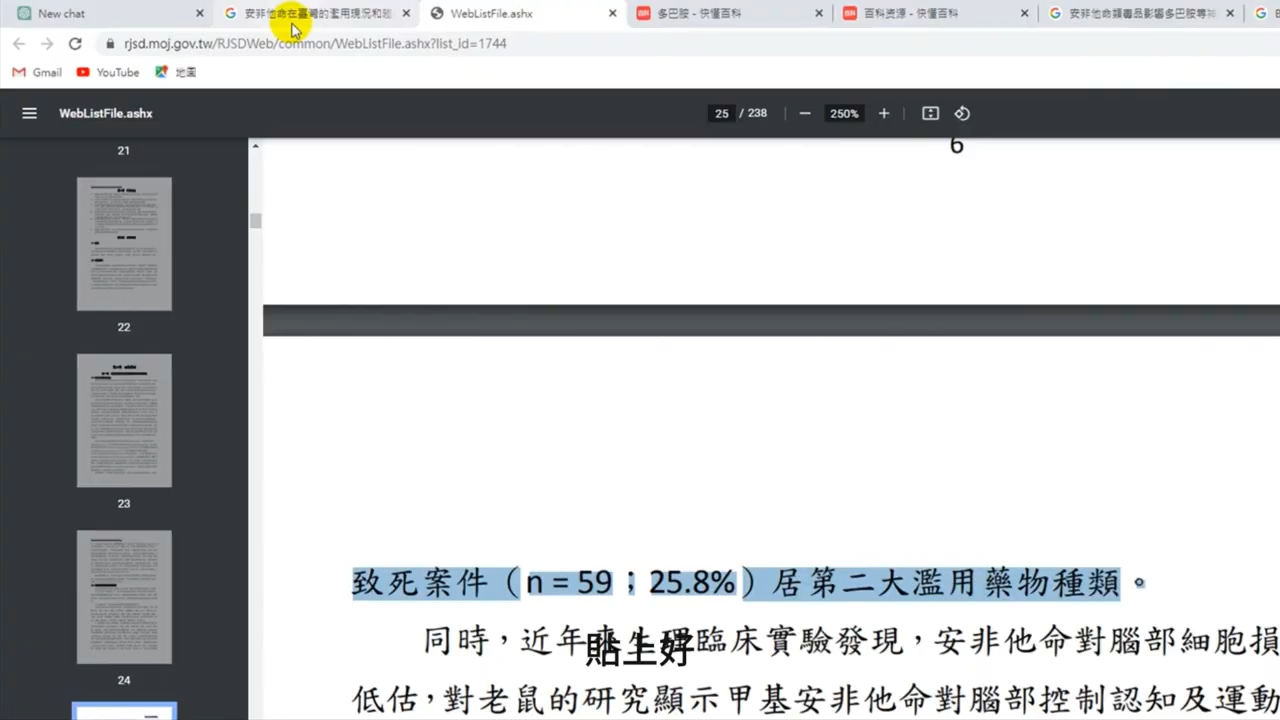 New chat
安非他命在臺灣的濫用現況和
WebListFile.ashx
多巴胺 - 快懂百科
百科资源 - 快懂百科
安非他命類毒品影響多巴胺等
rjsd.moj.gov.tw/RJSDWeb/common/WebListFile.ashx?list_id=1744
Gmail
YouTube
地圖
WebListFile.ashx
25 / 238
250%
21
22
23
24
6
致死案件（n = 59；25.8%）居第二大濫用藥物種類。
同時，近年來生理臨床實驗發現，安非他命對腦部細胞損
貼上好
低估，對老鼠的研究顯示甲基安非他命對腦部控制認知及運動